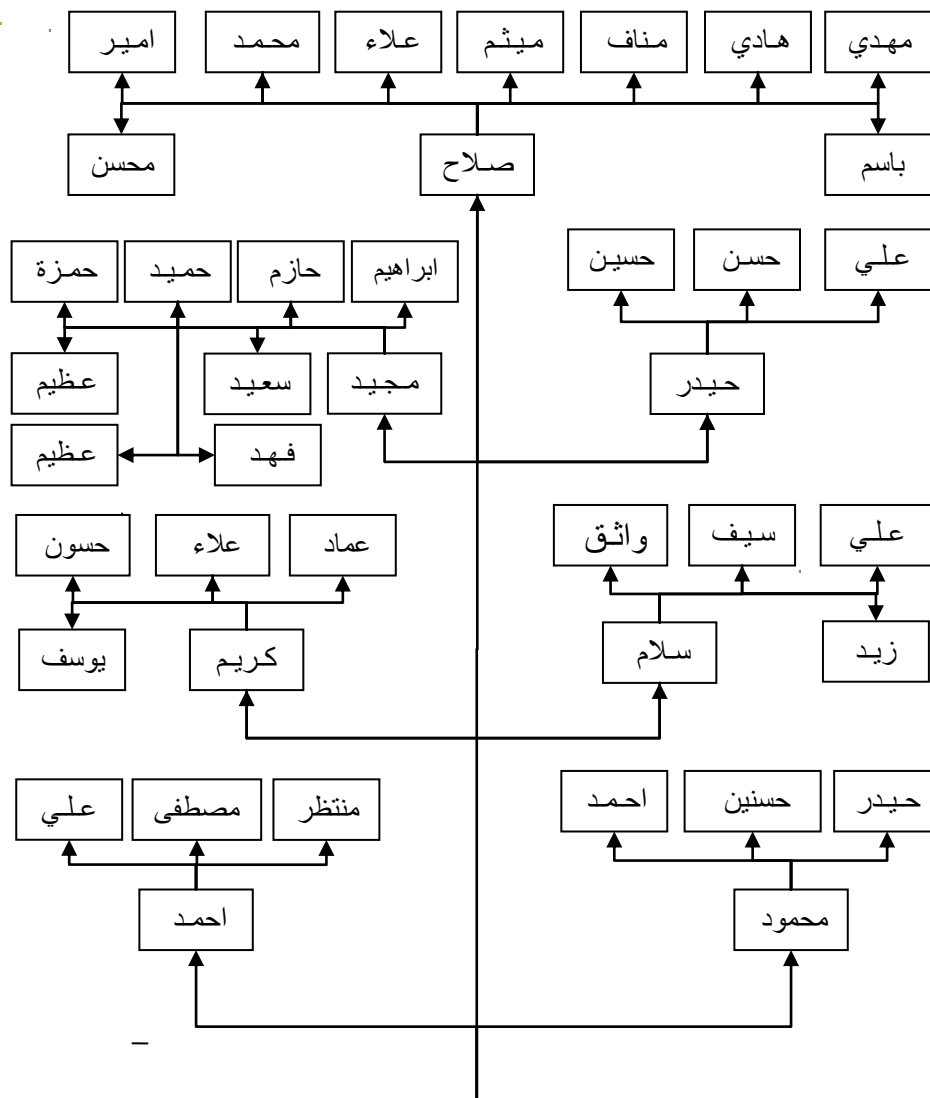 مهدي هادي مناف ميثم علاء محمد امير
باسم صلاح محسن
علي حسن حسين ابراهيم حازم حميد حمزة
حيدر مجيد سعيد عظيم
فهد عظيم
علي سيف واثق عماد علاء حسون
زيد سلام كريم يوسف
حيدر حسنين احمد منتظر مصطفى علي
محمود احمد